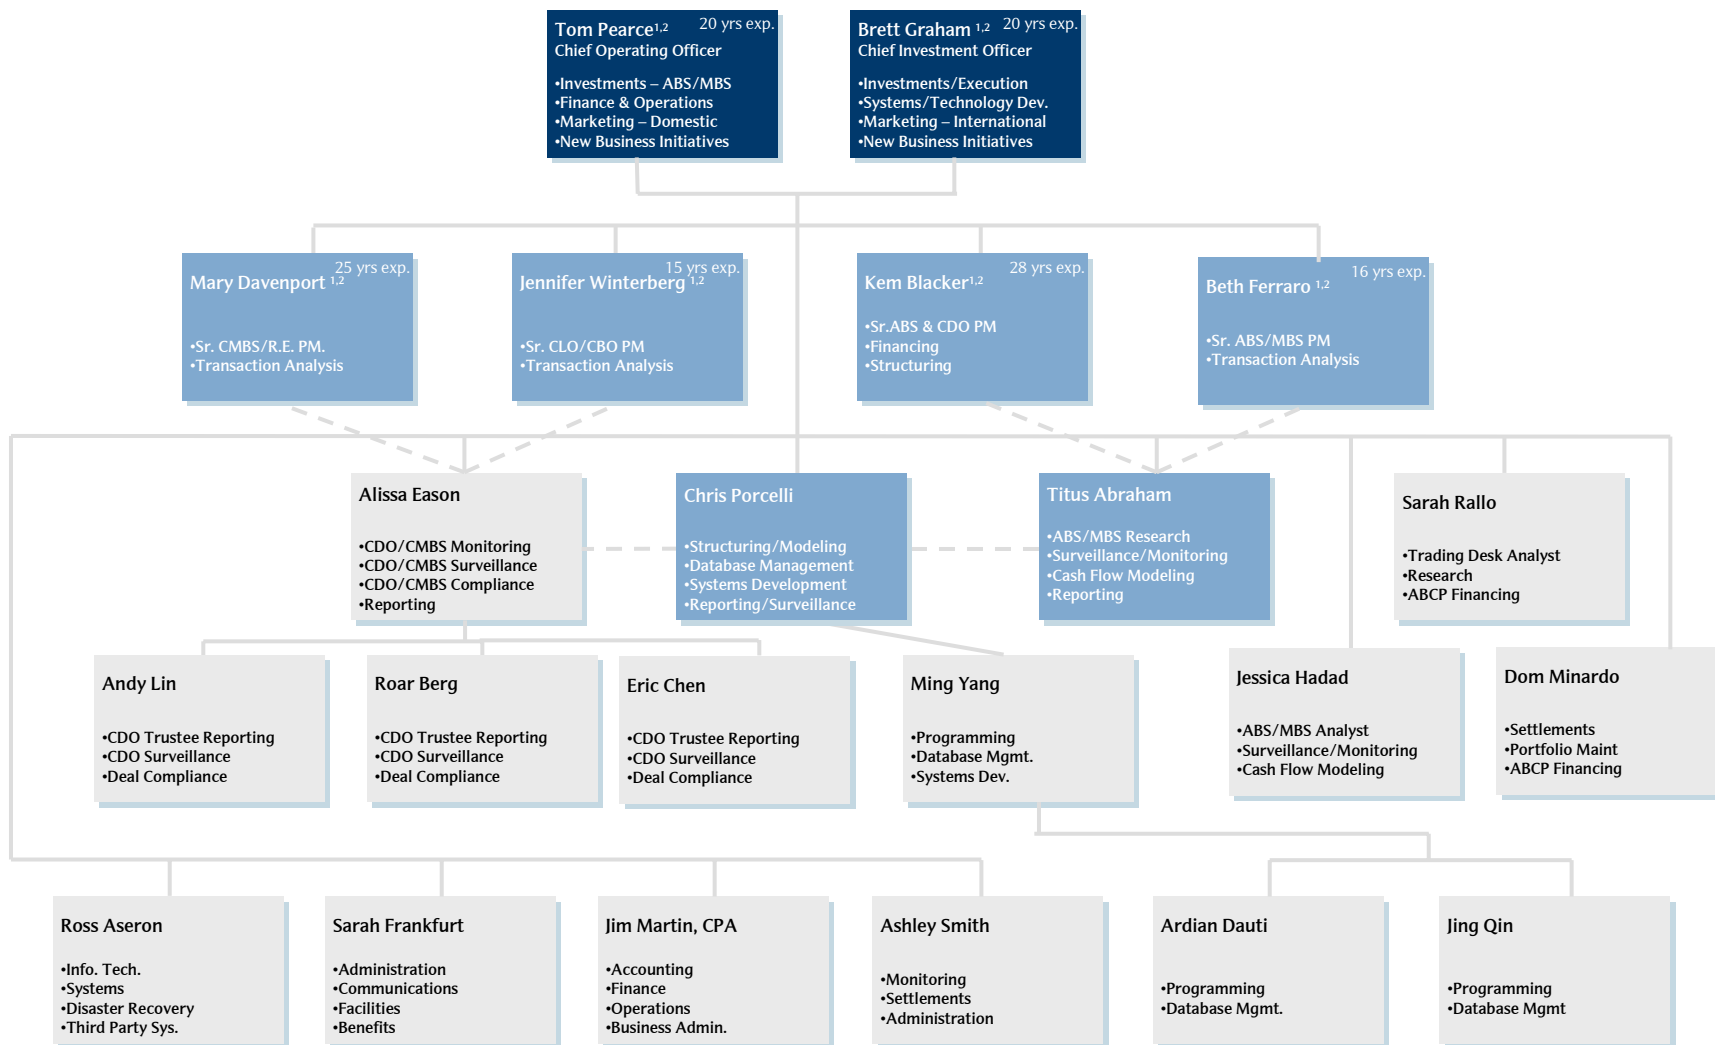 Tom Pearce1,2 20 yrs exp.
Chief Operating Officer
•Investments – ABS/MBS
•Finance & Operations
•Marketing – Domestic
•New Business Initiatives
Brett Graham 1,2 20 yrs exp.
Chief Investment Officer
•Investments/Execution
•Systems/Technology Dev.
•Marketing – International
•New Business Initiatives
25 yrs exp.
Mary Davenport 1,2
•Sr. CMBS/R.E. PM.
•Transaction Analysis
15 yrs exp.
Jennifer Winterberg 1,2
•Sr. CLO/CBO PM
•Transaction Analysis
28 yrs exp.
Kem Blacker1,2
•Sr.ABS & CDO PM
•Financing
•Structuring
16 yrs exp.
Beth Ferraro 1,2
•Sr. ABS/MBS PM
•Transaction Analysis
Alissa Eason
•CDO/CMBS Monitoring
•CDO/CMBS Surveillance
•CDO/CMBS Compliance
•Reporting
Chris Porcelli
•Structuring/Modeling
•Database Management
•Systems Development
•Reporting/Surveillance
Titus Abraham
•ABS/MBS Research
•Surveillance/Monitoring
•Cash Flow Modeling
•Reporting
Sarah Rallo
•Trading Desk Analyst
•Research
•ABCP Financing
Andy Lin
•CDO Trustee Reporting
•CDO Surveillance
•Deal Compliance
Roar Berg
•CDO Trustee Reporting
•CDO Surveillance
•Deal Compliance
Eric Chen
•CDO Trustee Reporting
•CDO Surveillance
•Deal Compliance
Ming Yang
•Programming
•Database Mgmt.
•Systems Dev.
Jessica Hadad
•ABS/MBS Analyst
•Surveillance/Monitoring
•Cash Flow Modeling
Dom Minardo
•Settlements
•Portfolio Maint
•ABCP Financing
Ross Aseron
•Info. Tech.
•Systems
•Disaster Recovery
•Third Party Sys.
Sarah Frankfurt
•Administration
•Communications
•Facilities
•Benefits
Jim Martin, CPA
•Accounting
•Finance
•Operations
•Business Admin.
Ashley Smith
•Monitoring
•Settlements
•Administration
Ardian Dauti
•Programming
•Database Mgmt.
Jing Qin
•Programming
•Database Mgmt